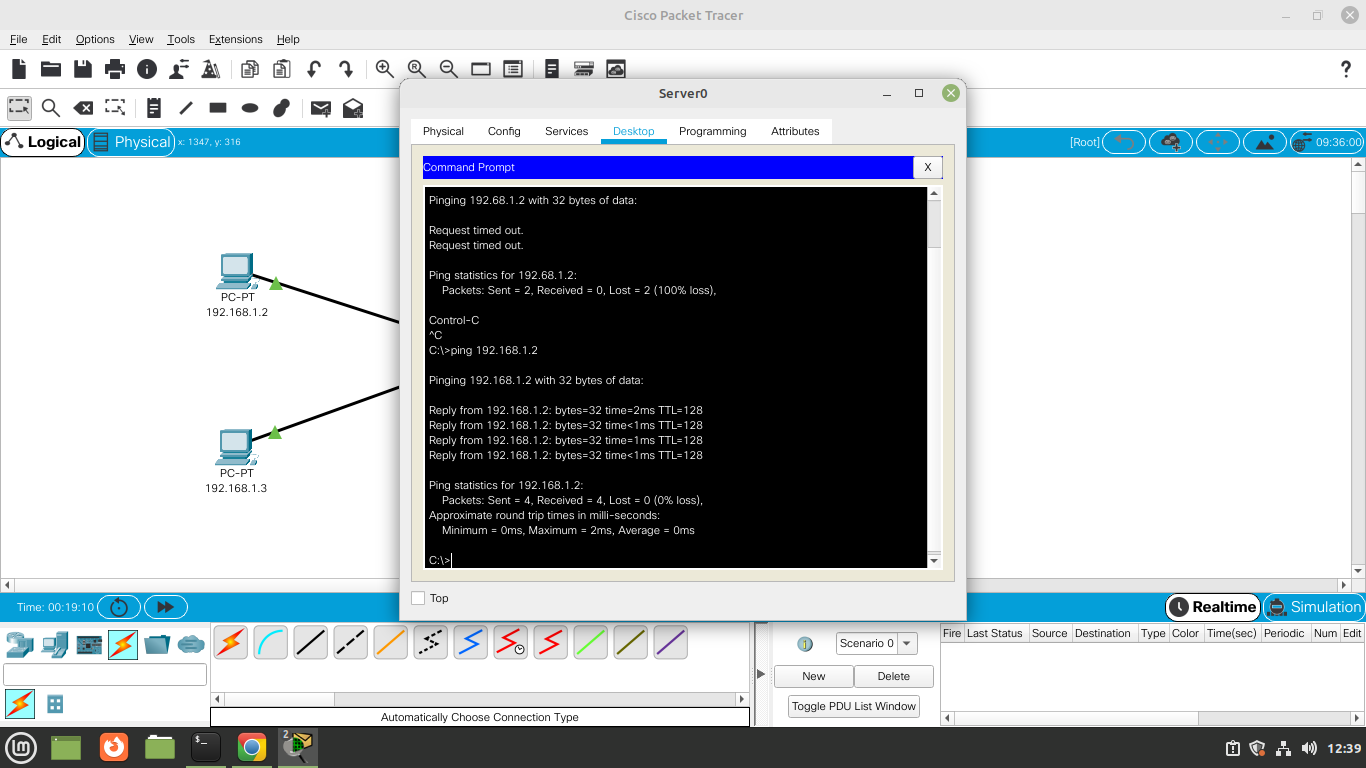 Cisco Packet Tracer
File Edit Options View Tools Extensions Help
?
Server0
Physical Config Services Desktop Programming Attributes
Logical Physical x: 1347, y: 316
[Root] 09:36:00
Command Prompt
X
Pinging 192.68.1.2 with 32 bytes of data:
Request timed out.
Request timed out.
Ping statistics for 192.68.1.2:
Packets: Sent = 2, Received = 0, Lost = 2 (100% loss),
Control-C
^C
C:\>ping 192.168.1.2
Pinging 192.168.1.2 with 32 bytes of data:
Reply from 192.168.1.2: bytes=32 time=2ms TTL=128
Reply from 192.168.1.2: bytes=32 time<1ms TTL=128
Reply from 192.168.1.2: bytes=32 time=1ms TTL=128
Reply from 192.168.1.2: bytes=32 time<1ms TTL=128
Ping statistics for 192.168.1.2:
Packets: Sent = 4, Received = 4, Lost = 0 (0% loss),
Approximate round trip times in milli-seconds:
Minimum = 0ms, Maximum = 2ms, Average = 0ms
C:\>
Top
PC-PT
192.168.1.2
PC-PT
192.168.1.3
Time: 00:19:10
Realtime Simulation
1
Scenario 0
New Delete
Toggle PDU List Window
Fire Last Status Source Destination Type Color Time(sec) Periodic Num Edit
Automatically Choose Connection Type
$_
2
12:39